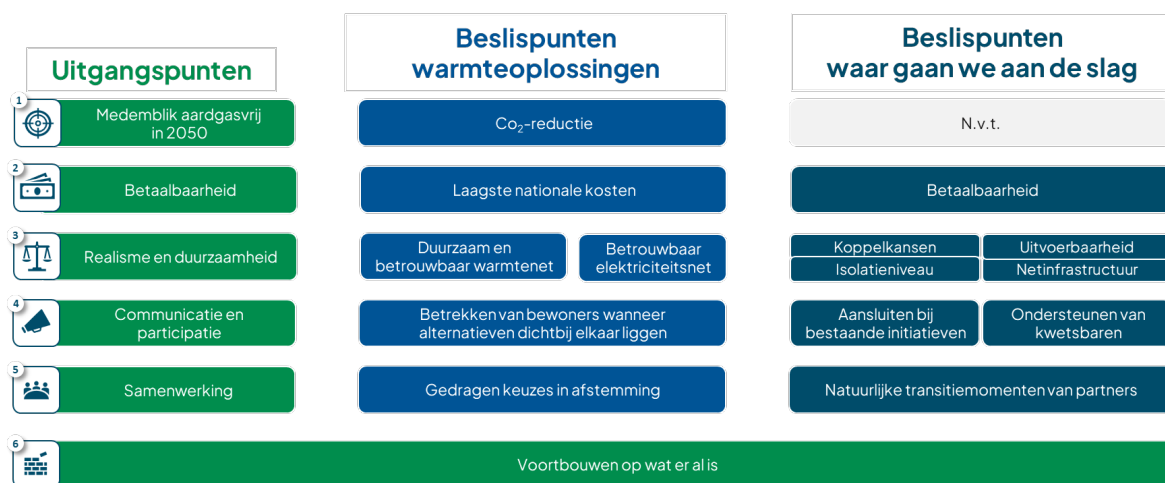 Uitgangspunten
Beslispunten
warmteoplossingen
Beslispunten
waar gaan we aan de slag
1
Medemblik aardgasvrij
in 2050
Co₂-reductie
N.v.t.
2
Betaalbaarheid
Laagste nationale kosten
Betaalbaarheid
3
Realisme en duurzaamheid
Duurzaam en
betrouwbaar warmtenet
Betrouwbaar
elektriciteitsnet
Koppelkansen
Uitvoerbaarheid
Isolatieniveau
Netinfrastructuur
4
Communicatie en
participatie
Betrekken van bewoners wanneer
alternatieven dichtbij elkaar liggen
Aansluiten bij
bestaande initiatieven
Ondersteunen van
kwetsbaren
5
Samenwerking
Gedragen keuzes in afstemming
Natuurlijke transitiemomenten van partners
6
Voortbouwen op wat er al is